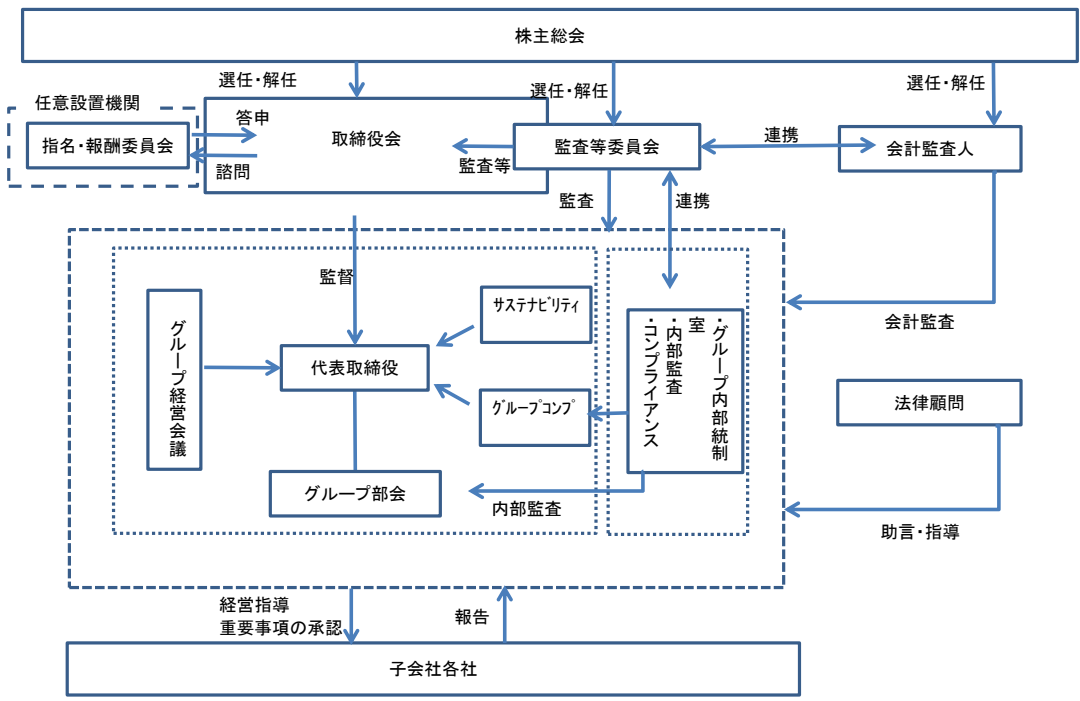 株主総会
選任・解任
選任・解任
選任・解任
任意設置機関
指名・報酬委員会
答申
諮問
取締役会
監査等
監査等委員会
連携
会計監査人
監査
連携
監督
サステナビリティ
グループ経営会議
代表取締役
グループコンプ
・グループ内部統制
室
・内部監査
・コンプライアンス
会計監査
法律顧問
グループ部会
内部監査
助言・指導
経営指導
重要事項の承認
報告
子会社各社